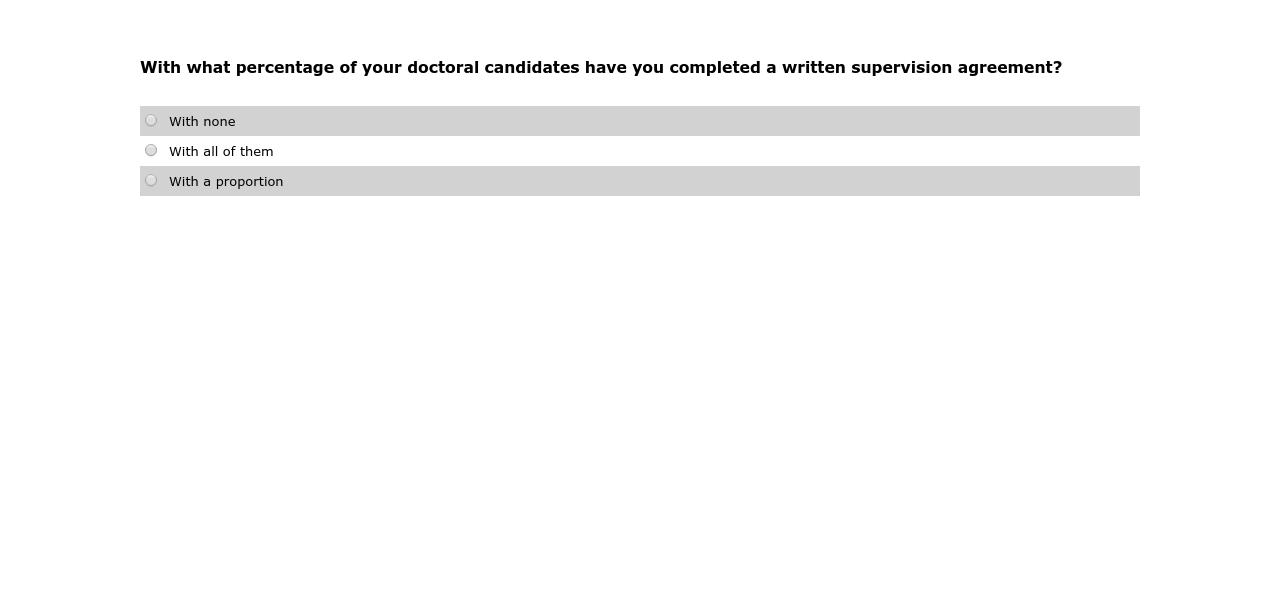 With what percentage of your doctoral candidates have you completed a written supervision agreement?
With none
With all of them
With a proportion